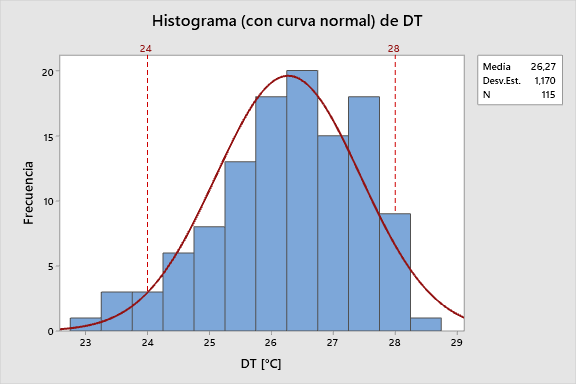 Histograma (con curva normal) de DT
24 28
Media 26,27
Desv.Est. 1,170
N 115
Frecuencia
20
15
10
5
0
23 24 25 26 27 28 29
DT [°C]